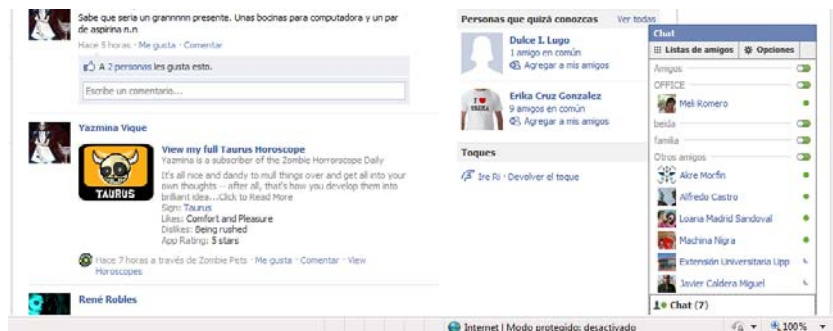 Sabe que seria un grannnnn presente. Unas bocinas para computadora y un par
de aspirina n.n
Hace 5 horas · Me gusta · Comentar
A 2 personas les gusta esto.
Escribe un comentario...
Yazmina Vique
TAURUS
View my full Taurus Horoscope
Yazmina is a subscriber of the Zombie Horrorscope Daily
It's all nice and dandy to mull things over and get all into your
own thoughts -- after all, that's how you develop them into
brilliant idea...Click to Read More
Sign: Taurus
Likes: Comfort and Pleasure
Dislikes: Being rushed
App Rating: 5 stars
Hace 7 horas a través de Zombie Pets · Me gusta · Comentar · View
Horoscopes
René Robles
Personas que quizá conozcas
Ver todas
Dulce I. Lugo
1 amigo en común
Agregar a mis amigos
I ♥
Erika Cruz Gonzalez
9 amigos en común
Agregar a mis amigos
Toques
Ire Ri · Devolver el toque
Chat
Listas de amigos
Opciones
Amigos
OFFICE
Meli Romero
beida
familia
Otros amigos
Akre Morfin
Alfredo Castro
Loana Madrid Sandoval
Machina Nigra
Extensión Universitaria Upp
Javier Caldera Miguel
Chat (7)
Internet | Modo protegido: desactivado
100%